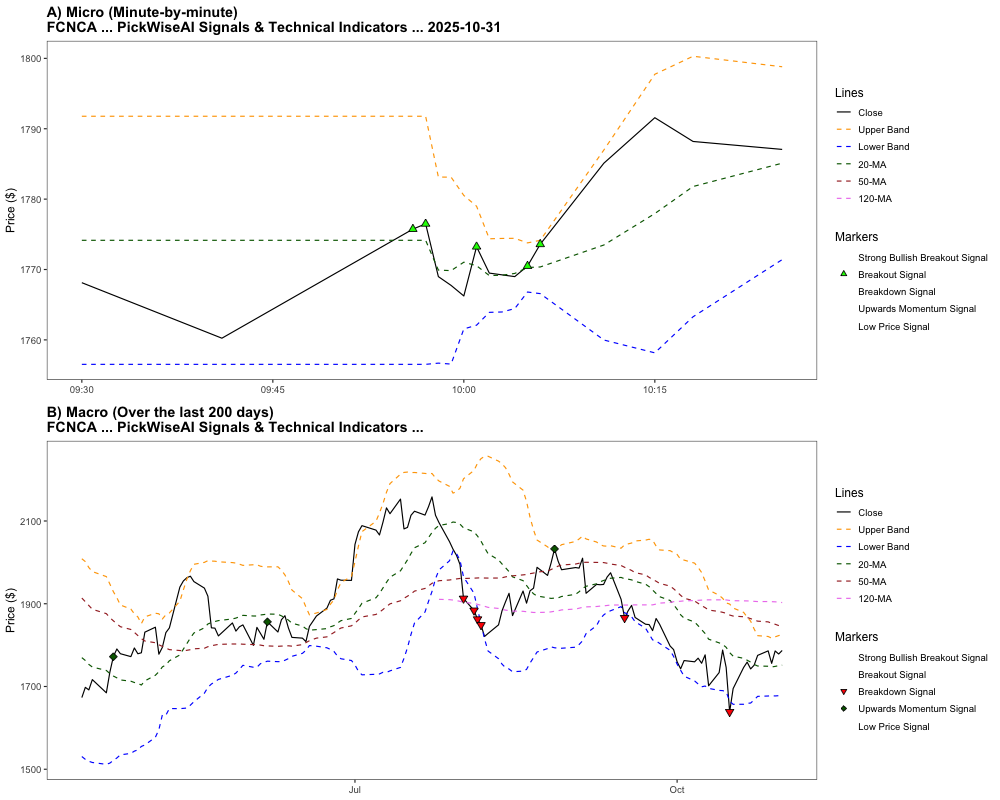 A) Micro (Minute-by-minute)
FCNCA ... PickWiseAI Signals & Technical Indicators ... 2025-10-31
Price ($)
1800
1790
1780
1770
1760
09:30
09:45
10:00
10:15
Lines
Close
Upper Band
Lower Band
20-MA
50-MA
120-MA
Markers
Strong Bullish Breakout Signal
Breakout Signal
Breakdown Signal
Upwards Momentum Signal
Low Price Signal
B) Macro (Over the last 200 days)
FCNCA ... PickWiseAI Signals & Technical Indicators ...
Price ($)
2100
1900
1700
1500
Jul
Oct
Lines
Close
Upper Band
Lower Band
20-MA
50-MA
120-MA
Markers
Strong Bullish Breakout Signal
Breakout Signal
Breakdown Signal
Upwards Momentum Signal
Low Price Signal